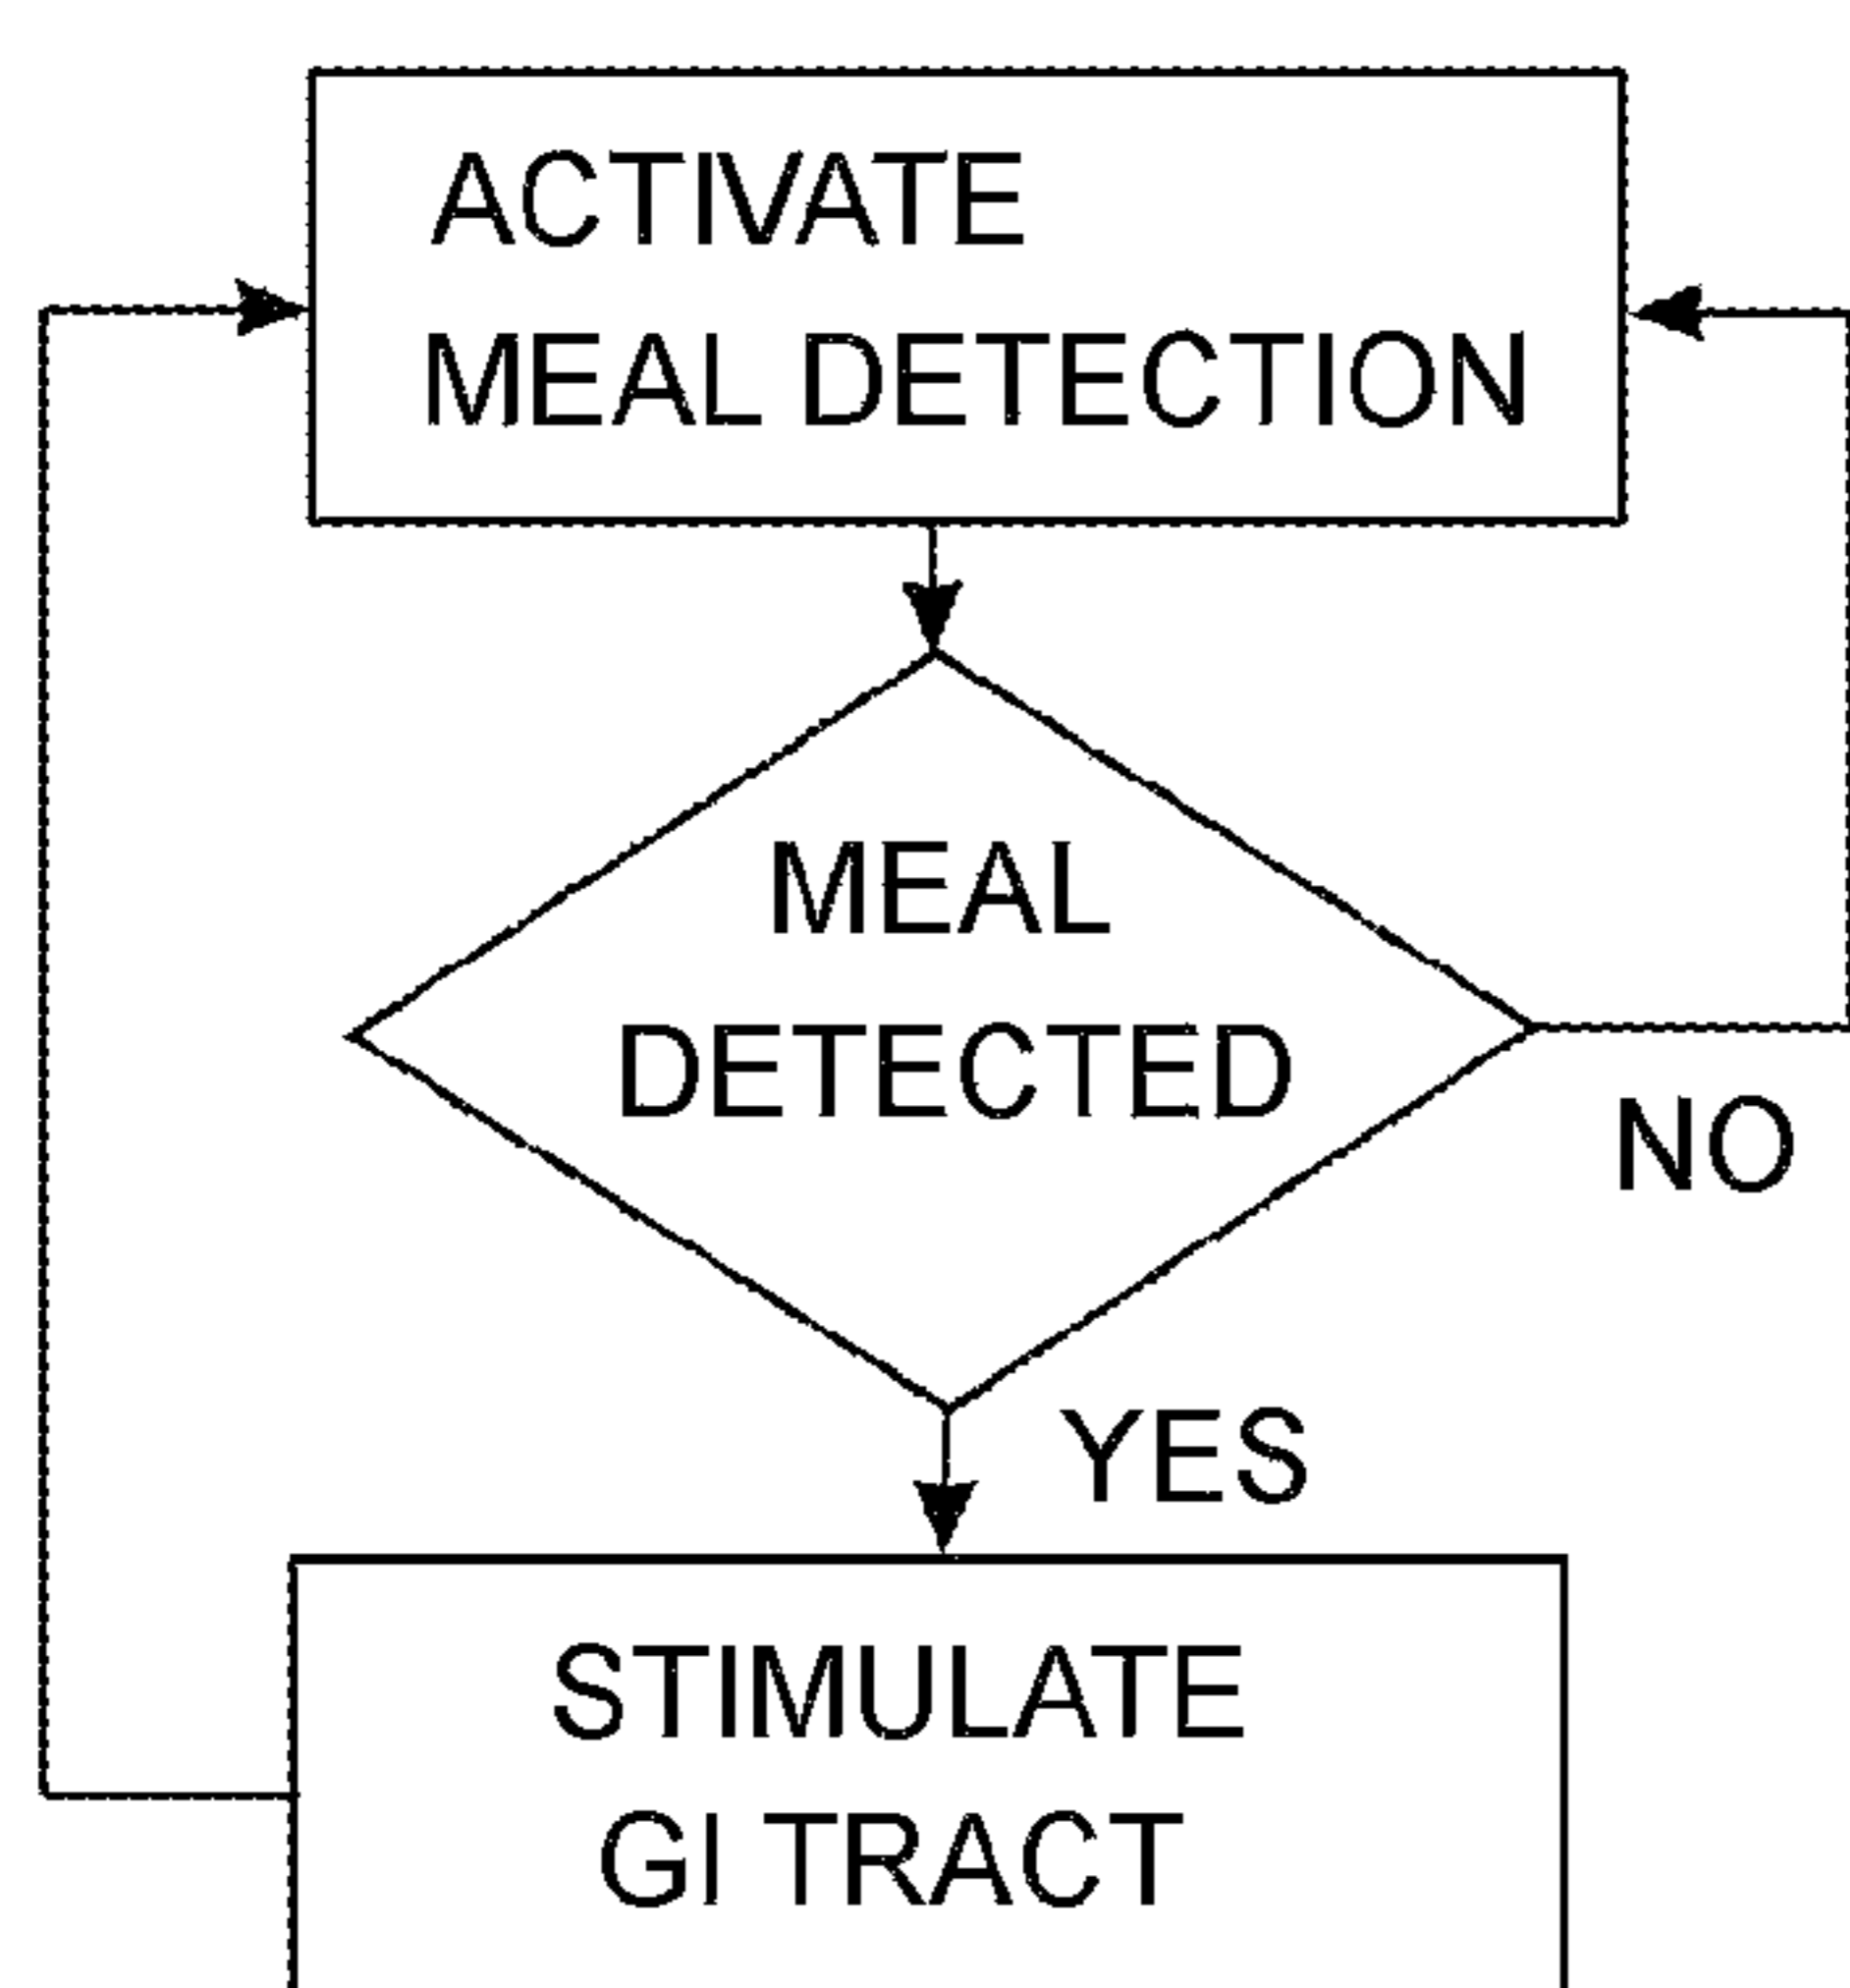 ACTIVATE
MEAL DETECTION
MEAL
DETECTED
NO
YES
STIMULATE
GI TRACT